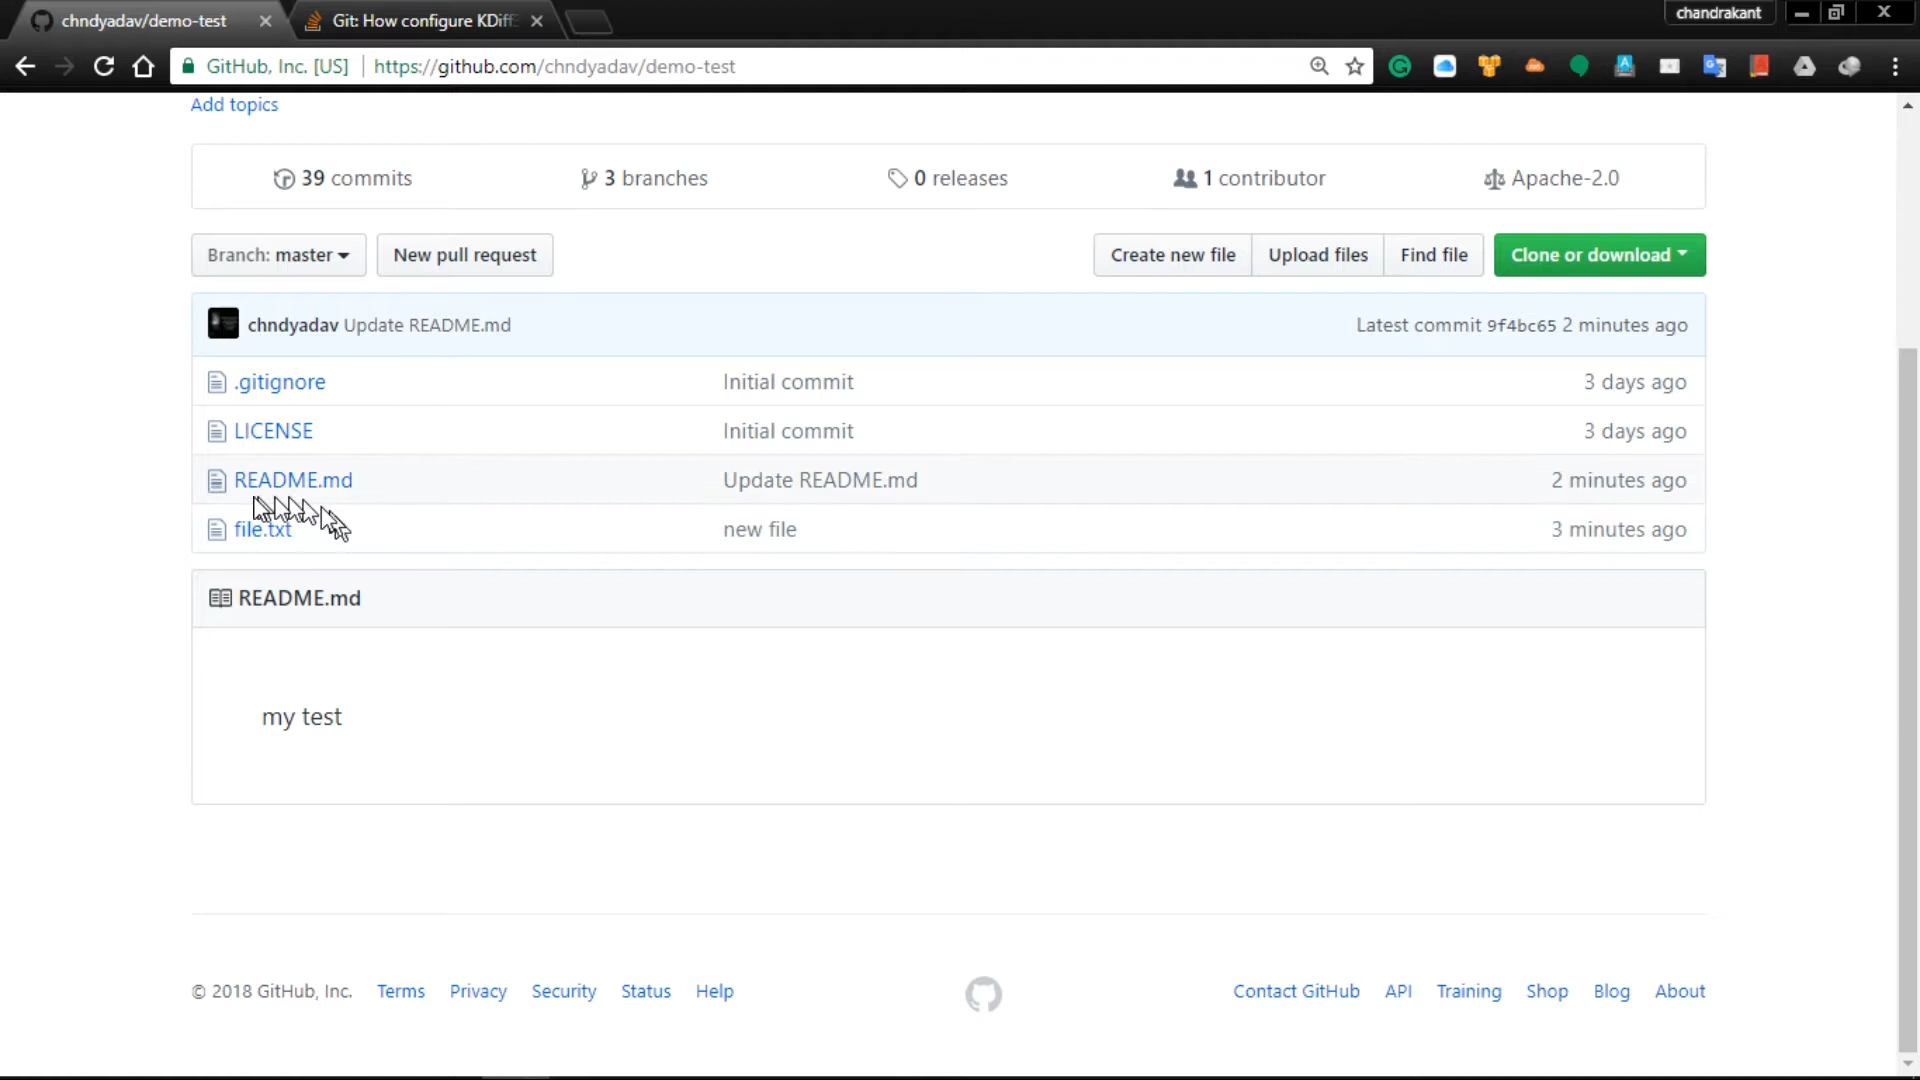 chndyadav/demo-test
Git: How configure KDiff
chandrakant
GitHub, Inc. [US] https://github.com/chndyadav/demo-test
Add topics
39 commits 3 branches 0 releases 1 contributor Apache-2.0
Branch: master New pull request Create new file Upload files Find file Clone or download
chndyadav Update README.md Latest commit 9f4bc65 2 minutes ago
.gitignore Initial commit 3 days ago
LICENSE Initial commit 3 days ago
README.md Update README.md 2 minutes ago
file.txt new file 3 minutes ago
README.md
my test
© 2018 GitHub, Inc. Terms Privacy Security Status Help Contact GitHub API Training Shop Blog About